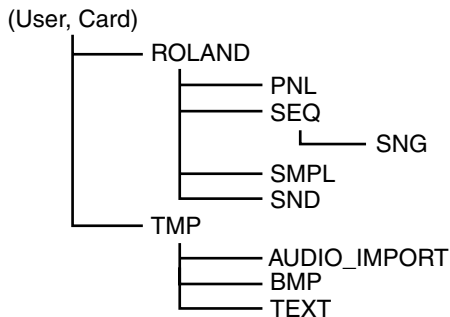 (User, Card)
ROLAND
PNL
SEQ
SNG
SMPL
SND
TMP
AUDIO_IMPORT
BMP
TEXT